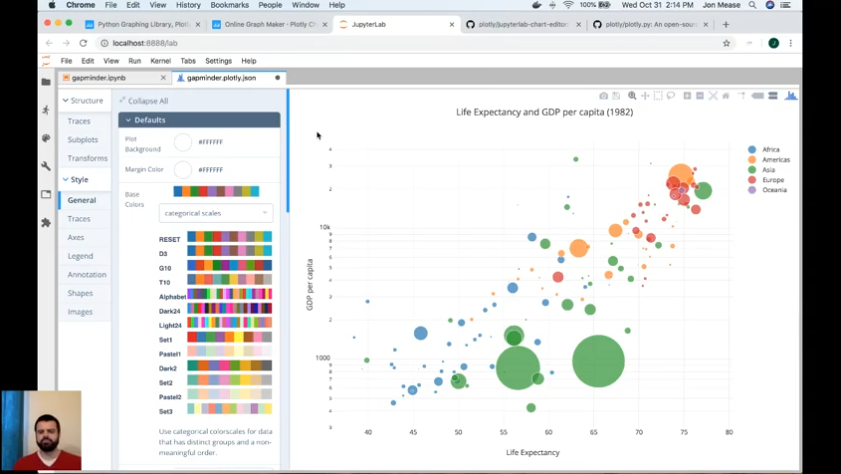 Chrome File Edit View History Bookmarks People Window Help 100% Wed Oct 31 2:14 PM Jon Mease
Python Graphing Library, Plotly Online Graph Maker · Plotly Ch JupyterLab plotly/jupyterlab-chart-editor: plotly/plotly.py: An open-sour
localhost:8888/lab
File Edit View Run Kernel Tabs Settings Help
gapminder.ipynb gapminder.plotly.json
Structure
Traces
Subplots
Transforms
Style
General
Traces
Axes
Legend
Annotation
Shapes
Images
Collapse All
Defaults
Plot Background #FFFFFF
Margin Color #FFFFFF
Base Colors
categorical scales
RESET
D3
G10
T10
Alphabet
Dark24
Light24
Set1
Pastel1
Dark2
Set2
Pastel2
Set3
Use categorical colorscales for data
that has distinct groups and a non-
meaningful order.
Life Expectancy and GDP per capita (1982)
Africa
Americas
Asia
Europe
Oceania
GDP per capita
4
3
2
10k
9
8
7
6
5
4
3
2
1000
9
8
7
6
5
4
3
40 45 50 55 60 65 70 75 80
Life Expectancy